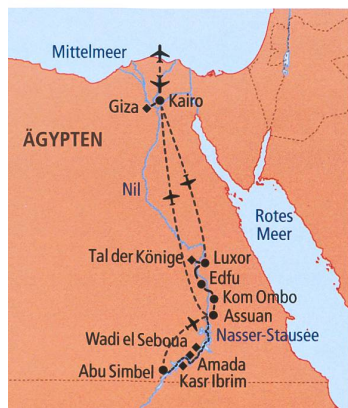 Mittelmeer
Giza
Kairo
ÄGYPTEN
Nil
Rotes
Meer
Tal der Könige
Luxor
Edfu
Kom Ombo
Assuan
Nasser-Stausee
Wadi el Seboua
Amada
Abu Simbel
Kasr Ibrim